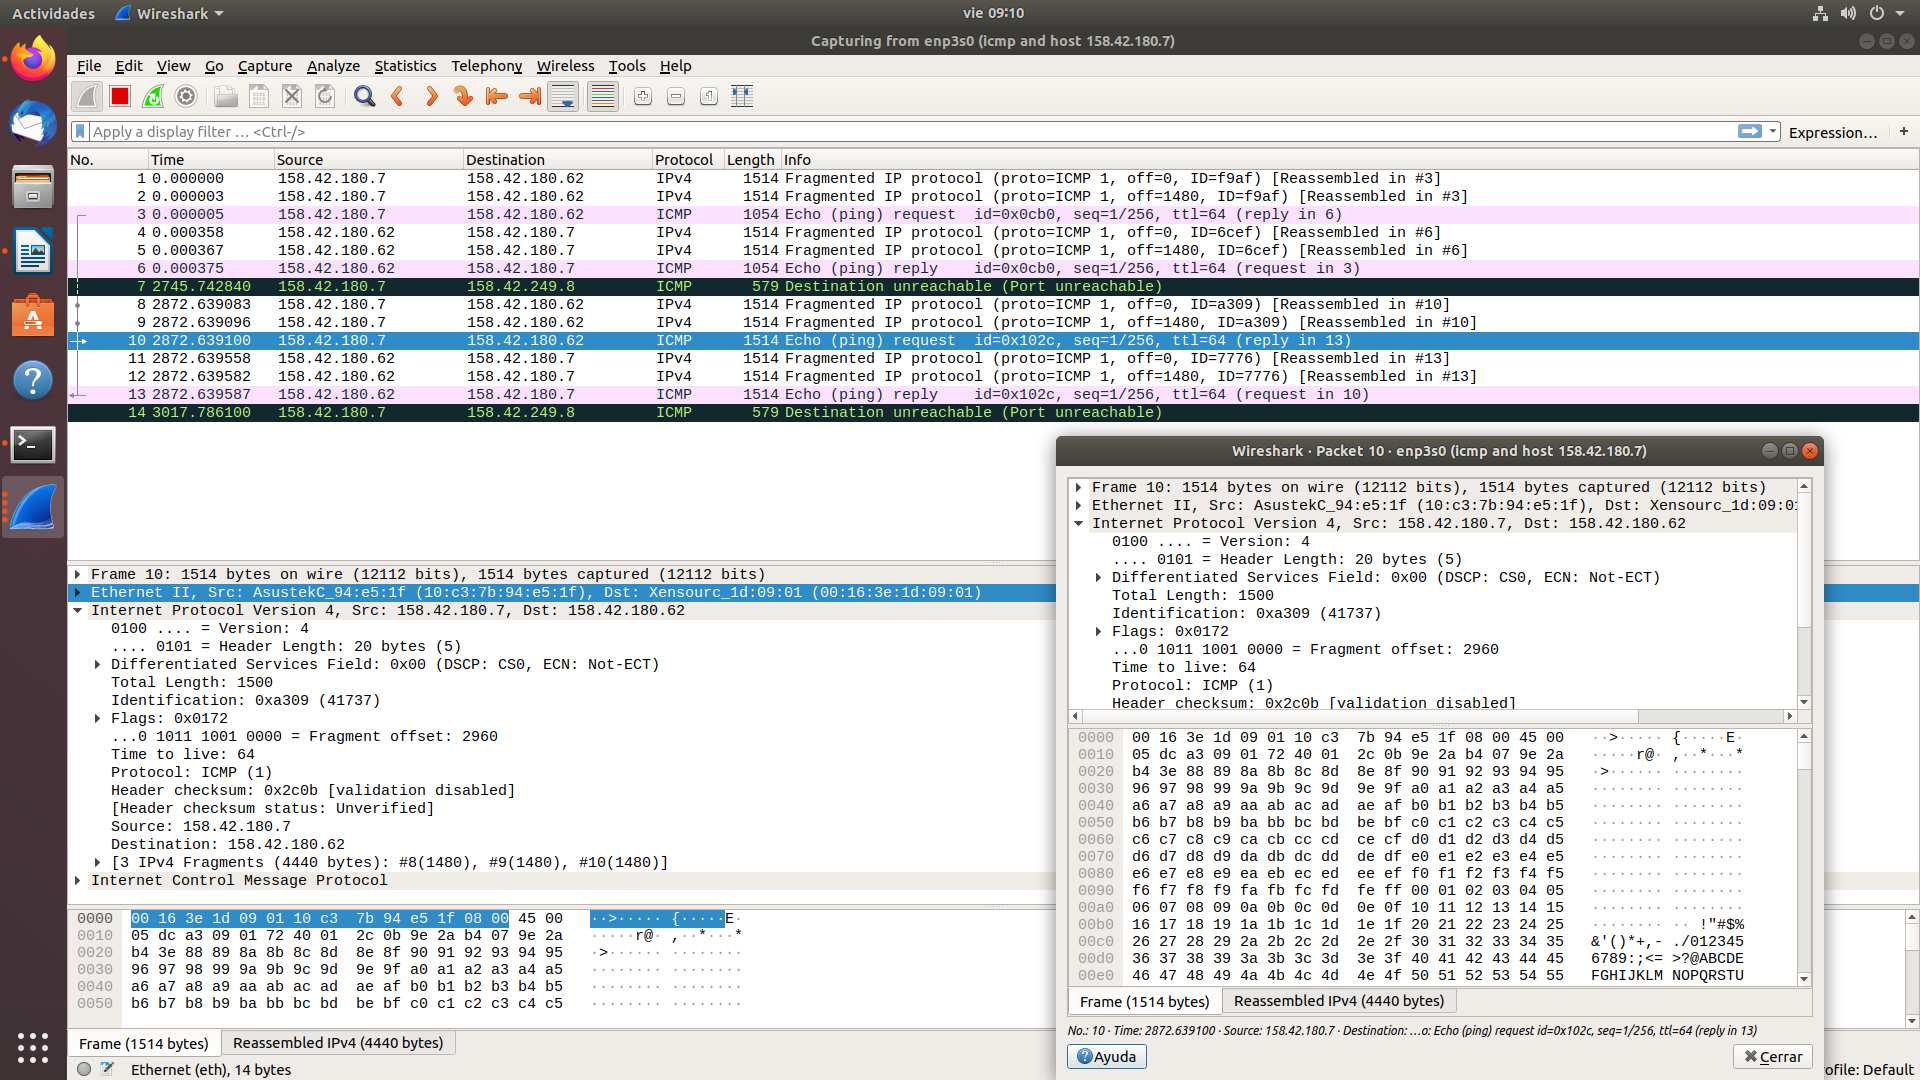 Actividades Wireshark vie 09:10
Capturing from enp3s0 (icmp and host 158.42.180.7)
File Edit View Go Capture Analyze Statistics Telephony Wireless Tools Help
Apply a display filter … <Ctrl-/> Expression… +
No. Time Source Destination Protocol Length Info
1 0.000000 158.42.180.7 158.42.180.62 IPv4 1514 Fragmented IP protocol (proto=ICMP 1, off=0, ID=f9af) [Reassembled in #3]
2 0.000003 158.42.180.7 158.42.180.62 IPv4 1514 Fragmented IP protocol (proto=ICMP 1, off=1480, ID=f9af) [Reassembled in #3]
3 0.000005 158.42.180.7 158.42.180.62 ICMP 1054 Echo (ping) request id=0x0cb0, seq=1/256, ttl=64 (reply in 6)
4 0.000358 158.42.180.62 158.42.180.7 IPv4 1514 Fragmented IP protocol (proto=ICMP 1, off=0, ID=6cef) [Reassembled in #6]
5 0.000367 158.42.180.62 158.42.180.7 IPv4 1514 Fragmented IP protocol (proto=ICMP 1, off=1480, ID=6cef) [Reassembled in #6]
6 0.000375 158.42.180.62 158.42.180.7 ICMP 1054 Echo (ping) reply id=0x0cb0, seq=1/256, ttl=64 (request in 3)
7 2745.742840 158.42.180.7 158.42.249.8 ICMP 579 Destination unreachable (Port unreachable)
8 2872.639083 158.42.180.7 158.42.180.62 IPv4 1514 Fragmented IP protocol (proto=ICMP 1, off=0, ID=a309) [Reassembled in #10]
9 2872.639096 158.42.180.7 158.42.180.62 IPv4 1514 Fragmented IP protocol (proto=ICMP 1, off=1480, ID=a309) [Reassembled in #10]
10 2872.639100 158.42.180.7 158.42.180.62 ICMP 1514 Echo (ping) request id=0x102c, seq=1/256, ttl=64 (reply in 13)
11 2872.639558 158.42.180.62 158.42.180.7 IPv4 1514 Fragmented IP protocol (proto=ICMP 1, off=0, ID=7776) [Reassembled in #13]
12 2872.639582 158.42.180.62 158.42.180.7 IPv4 1514 Fragmented IP protocol (proto=ICMP 1, off=1480, ID=7776) [Reassembled in #13]
13 2872.639587 158.42.180.62 158.42.180.7 ICMP 1514 Echo (ping) reply id=0x102c, seq=1/256, ttl=64 (request in 10)
14 3017.786100 158.42.180.7 158.42.249.8 ICMP 579 Destination unreachable (Port unreachable)
Frame 10: 1514 bytes on wire (12112 bits), 1514 bytes captured (12112 bits)
Ethernet II, Src: AsustekC_94:e5:1f (10:c3:7b:94:e5:1f), Dst: Xensourc_1d:09:01 (00:16:3e:1d:09:01)
Internet Protocol Version 4, Src: 158.42.180.7, Dst: 158.42.180.62
0100 .... = Version: 4
.... 0101 = Header Length: 20 bytes (5)
Differentiated Services Field: 0x00 (DSCP: CS0, ECN: Not-ECT)
Total Length: 1500
Identification: 0xa309 (41737)
Flags: 0x0172
...0 1011 1001 0000 = Fragment offset: 2960
Time to live: 64
Protocol: ICMP (1)
Header checksum: 0x2c0b [validation disabled]
[Header checksum status: Unverified]
Source: 158.42.180.7
Destination: 158.42.180.62
[3 IPv4 Fragments (4440 bytes): #8(1480), #9(1480), #10(1480)]
Internet Control Message Protocol
0000 00 16 3e 1d 09 01 10 c3 7b 94 e5 1f 08 00 45 00 ··>····· {·····E·
0010 05 dc a3 09 01 72 40 01 2c 0b 9e 2a b4 07 9e 2a ·····r@· ,··*···*
0020 b4 3e 88 89 8a 8b 8c 8d 8e 8f 90 91 92 93 94 95 ·>······ ········
0030 96 97 98 99 9a 9b 9c 9d 9e 9f a0 a1 a2 a3 a4 a5 ········ ········
0040 a6 a7 a8 a9 aa ab ac ad ae af b0 b1 b2 b3 b4 b5 ········ ········
0050 b6 b7 b8 b9 ba bb bc bd be bf c0 c1 c2 c3 c4 c5 ········ ········
Frame (1514 bytes) Reassembled IPv4 (4440 bytes)
Ethernet (eth), 14 bytes
ofile: Default
Wireshark · Packet 10 · enp3s0 (icmp and host 158.42.180.7)
Frame 10: 1514 bytes on wire (12112 bits), 1514 bytes captured (12112 bits)
Ethernet II, Src: AsustekC_94:e5:1f (10:c3:7b:94:e5:1f), Dst: Xensourc_1d:09:01
Internet Protocol Version 4, Src: 158.42.180.7, Dst: 158.42.180.62
0100 .... = Version: 4
.... 0101 = Header Length: 20 bytes (5)
Differentiated Services Field: 0x00 (DSCP: CS0, ECN: Not-ECT)
Total Length: 1500
Identification: 0xa309 (41737)
Flags: 0x0172
...0 1011 1001 0000 = Fragment offset: 2960
Time to live: 64
Protocol: ICMP (1)
Header checksum: 0x2c0b [validation disabled]
0000 00 16 3e 1d 09 01 10 c3 7b 94 e5 1f 08 00 45 00 ··>····· {·····E·
0010 05 dc a3 09 01 72 40 01 2c 0b 9e 2a b4 07 9e 2a ·····r@· ,··*···*
0020 b4 3e 88 89 8a 8b 8c 8d 8e 8f 90 91 92 93 94 95 ·>······ ········
0030 96 97 98 99 9a 9b 9c 9d 9e 9f a0 a1 a2 a3 a4 a5 ········ ········
0040 a6 a7 a8 a9 aa ab ac ad ae af b0 b1 b2 b3 b4 b5 ········ ········
0050 b6 b7 b8 b9 ba bb bc bd be bf c0 c1 c2 c3 c4 c5 ········ ········
0060 c6 c7 c8 c9 ca cb cc cd ce cf d0 d1 d2 d3 d4 d5 ········ ········
0070 d6 d7 d8 d9 da db dc dd de df e0 e1 e2 e3 e4 e5 ········ ········
0080 e6 e7 e8 e9 ea eb ec ed ee ef f0 f1 f2 f3 f4 f5 ········ ········
0090 f6 f7 f8 f9 fa fb fc fd fe ff 00 01 02 03 04 05 ········ ········
00a0 06 07 08 09 0a 0b 0c 0d 0e 0f 10 11 12 13 14 15 ········ ········
00b0 16 17 18 19 1a 1b 1c 1d 1e 1f 20 21 22 23 24 25 ········ ·· !"#$%
00c0 26 27 28 29 2a 2b 2c 2d 2e 2f 30 31 32 33 34 35 &'()*+,- ./012345
00d0 36 37 38 39 3a 3b 3c 3d 3e 3f 40 41 42 43 44 45 6789:;<= >?@ABCDE
00e0 46 47 48 49 4a 4b 4c 4d 4e 4f 50 51 52 53 54 55 FGHIJKLM NOPQRSTU
Frame (1514 bytes) Reassembled IPv4 (4440 bytes)
No.: 10 · Time: 2872.639100 · Source: 158.42.180.7 · Destination: …o: Echo (ping) request id=0x102c, seq=1/256, ttl=64 (reply in 13)
Ayuda Cerrar